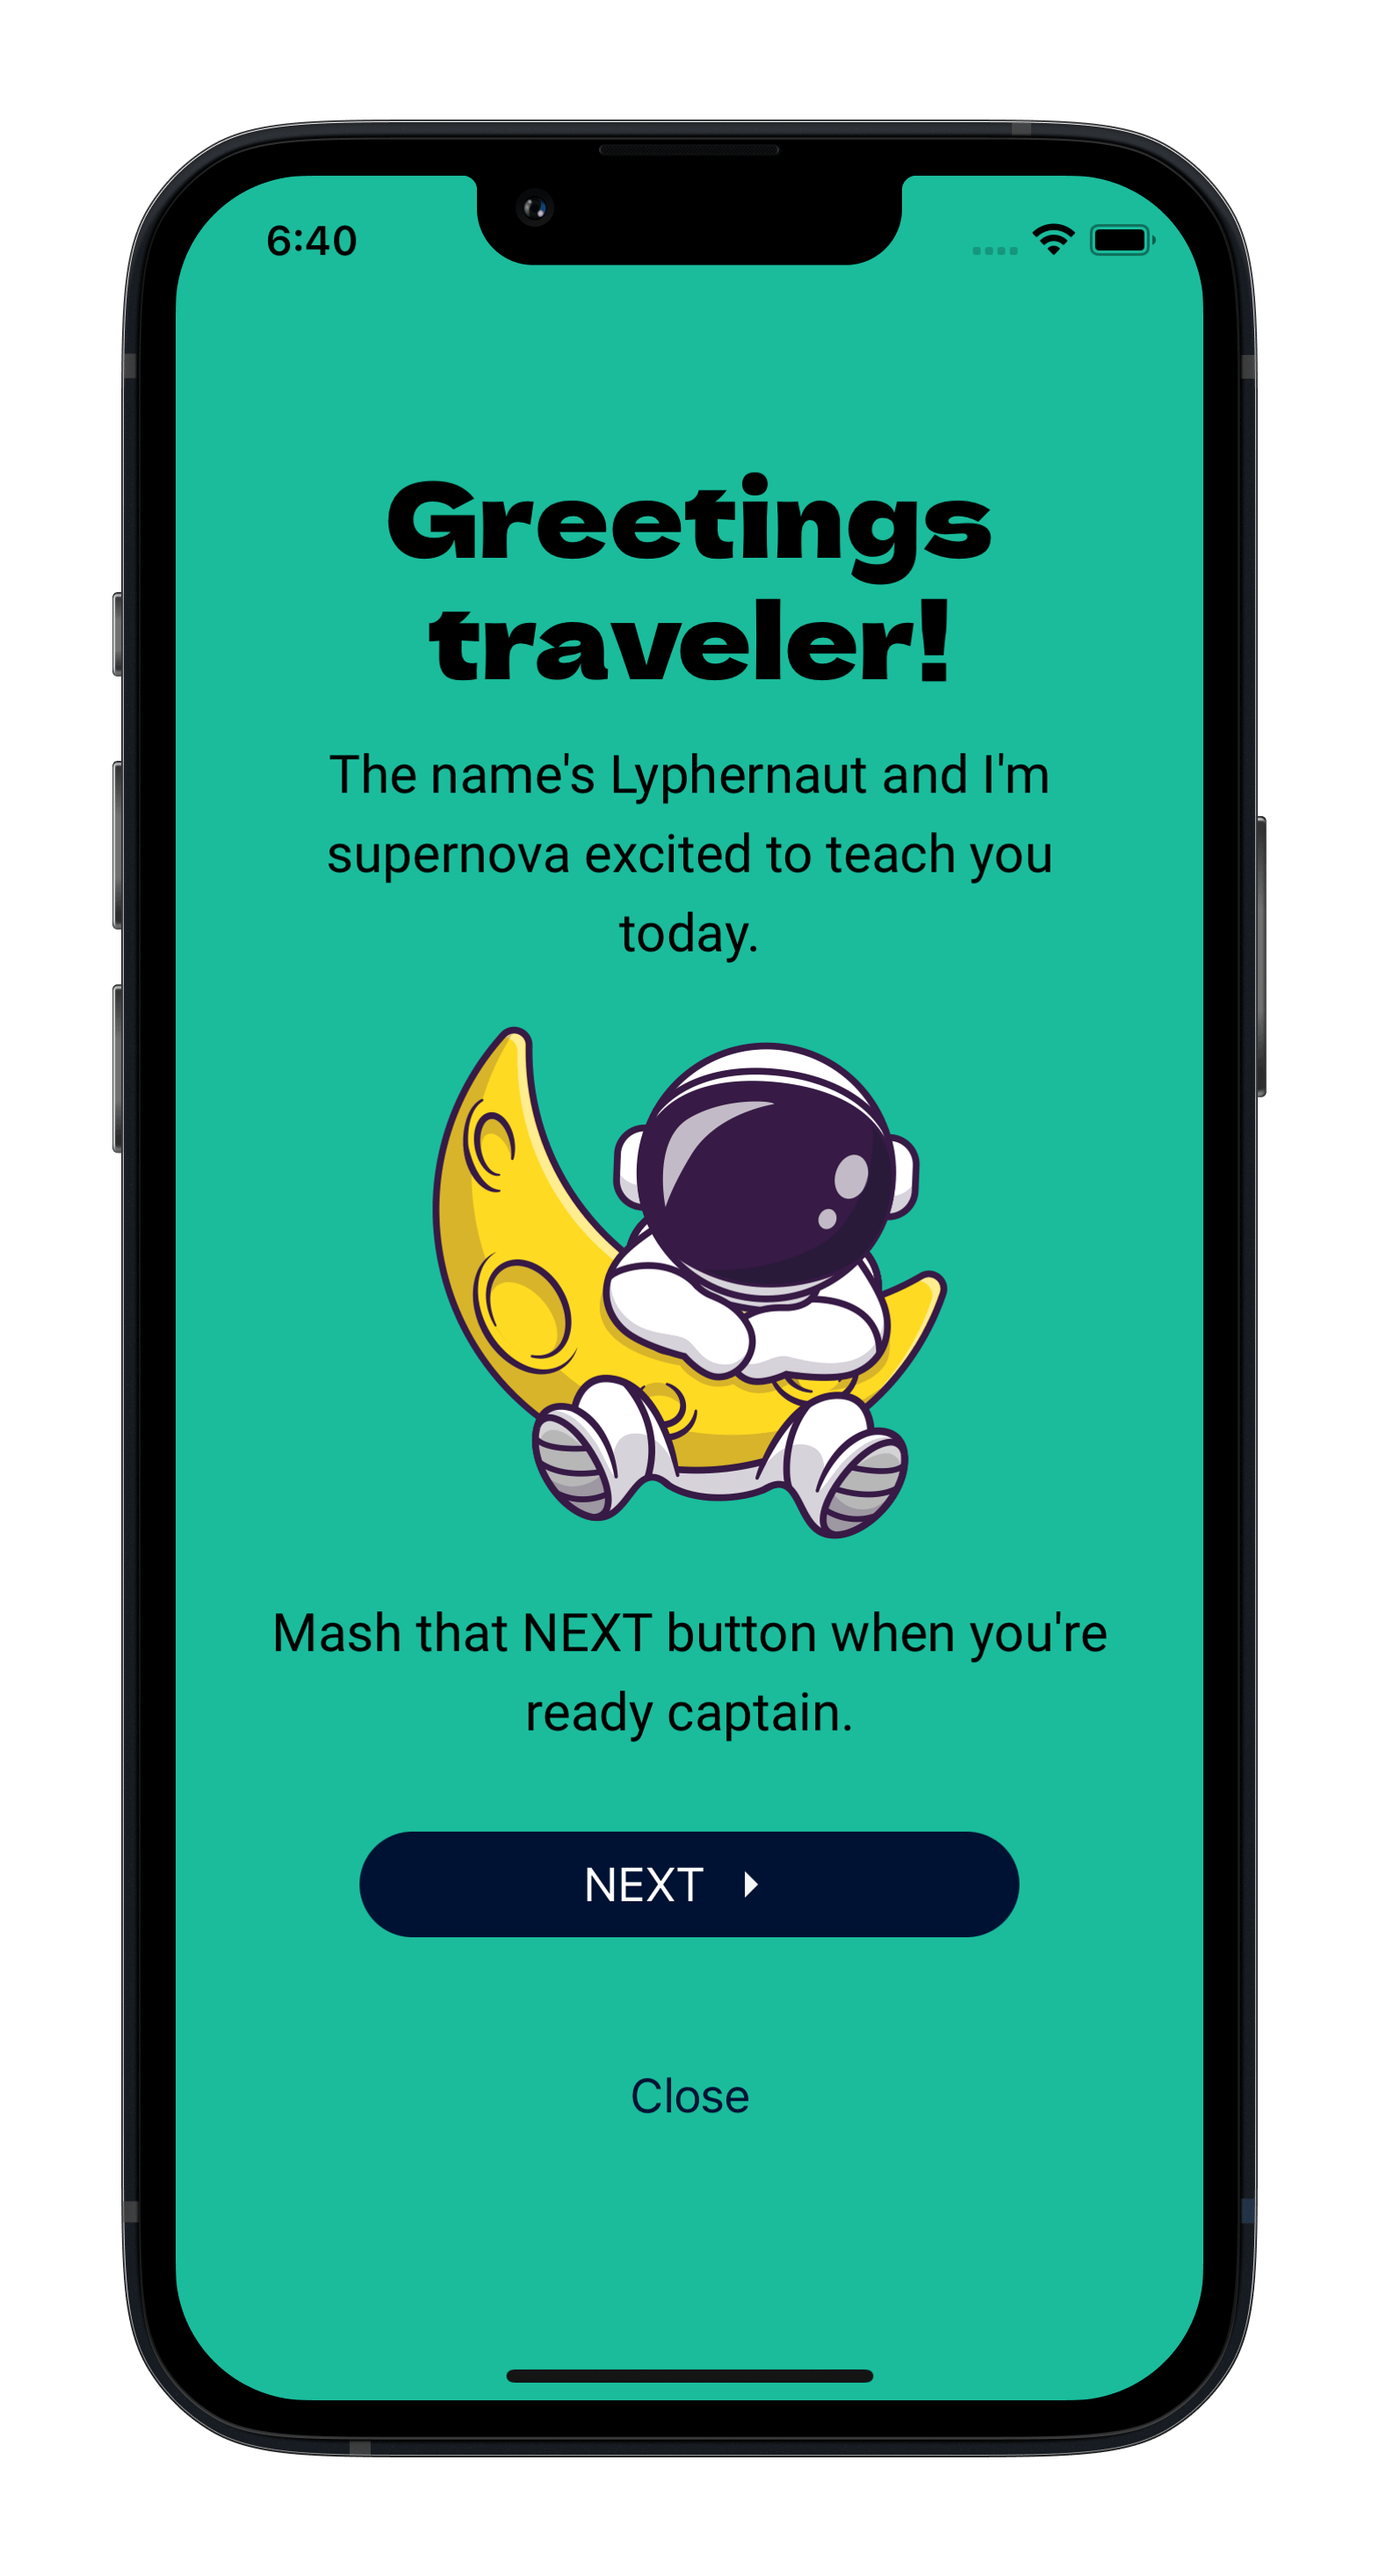 6:40
Greetings
traveler!
The name's Lyphernaut and I'm
supernova excited to teach you
today.
Mash that NEXT button when you're
ready captain.
NEXT
Close